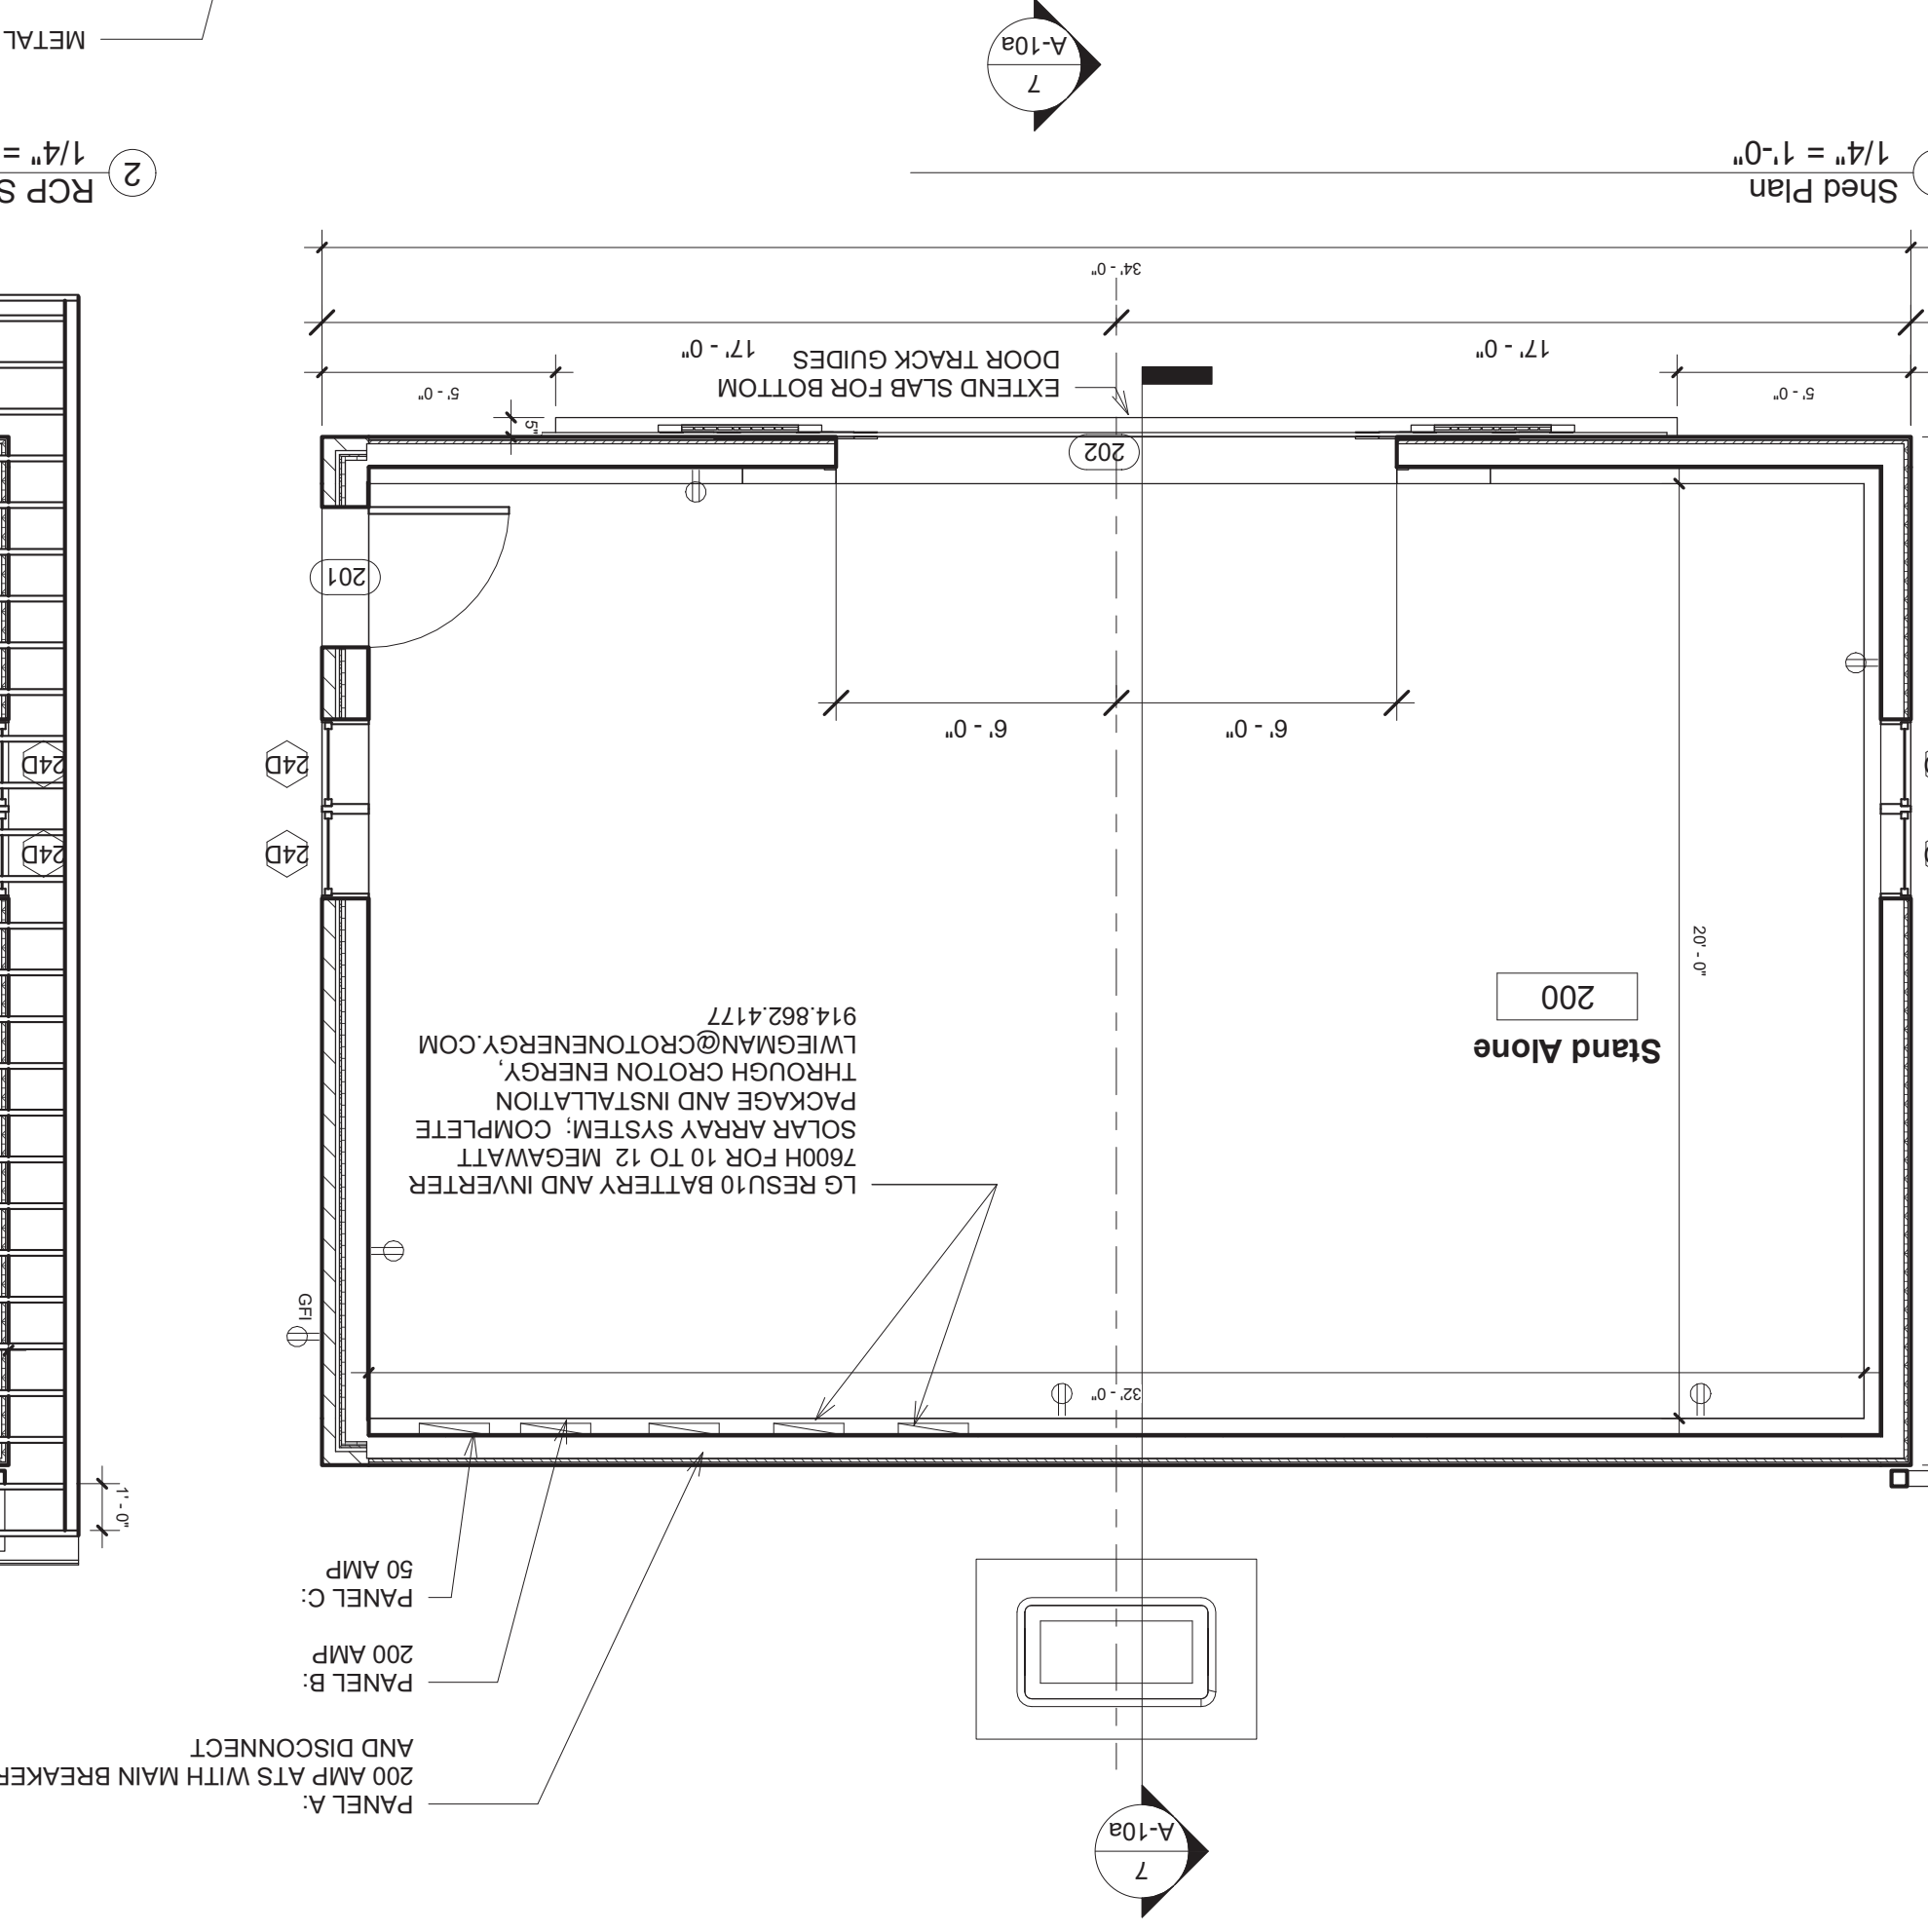 7
A-10a
PANEL A:
200 AMP ATS WITH MAIN BREAKER
AND DISCONNECT
PANEL B:
200 AMP
PANEL C:
50 AMP
1' - 0"
32' - 0"
GFI
LG RESU10 BATTERY AND INVERTER
7600H FOR 10 TO 12 MEGAWATT
SOLAR ARRAY SYSTEM; COMPLETE
PACKAGE AND INSTALLATION
THROUGH CROTON ENERGY,
LWIEGMAN@CROTONENERGY.COM
914.862.4177
Stand Alone
200
20' - 0"
24D
24D
24D
24D
6' - 0"
6' - 0"
201
202
5"
5' - 0"
EXTEND SLAB FOR BOTTOM
DOOR TRACK GUIDES
5' - 0"
17' - 0"
17' - 0"
34' - 0"
Shed Plan
1/4" = 1'-0"
2
RCP S
1/4" =
7
A-10a
METAL